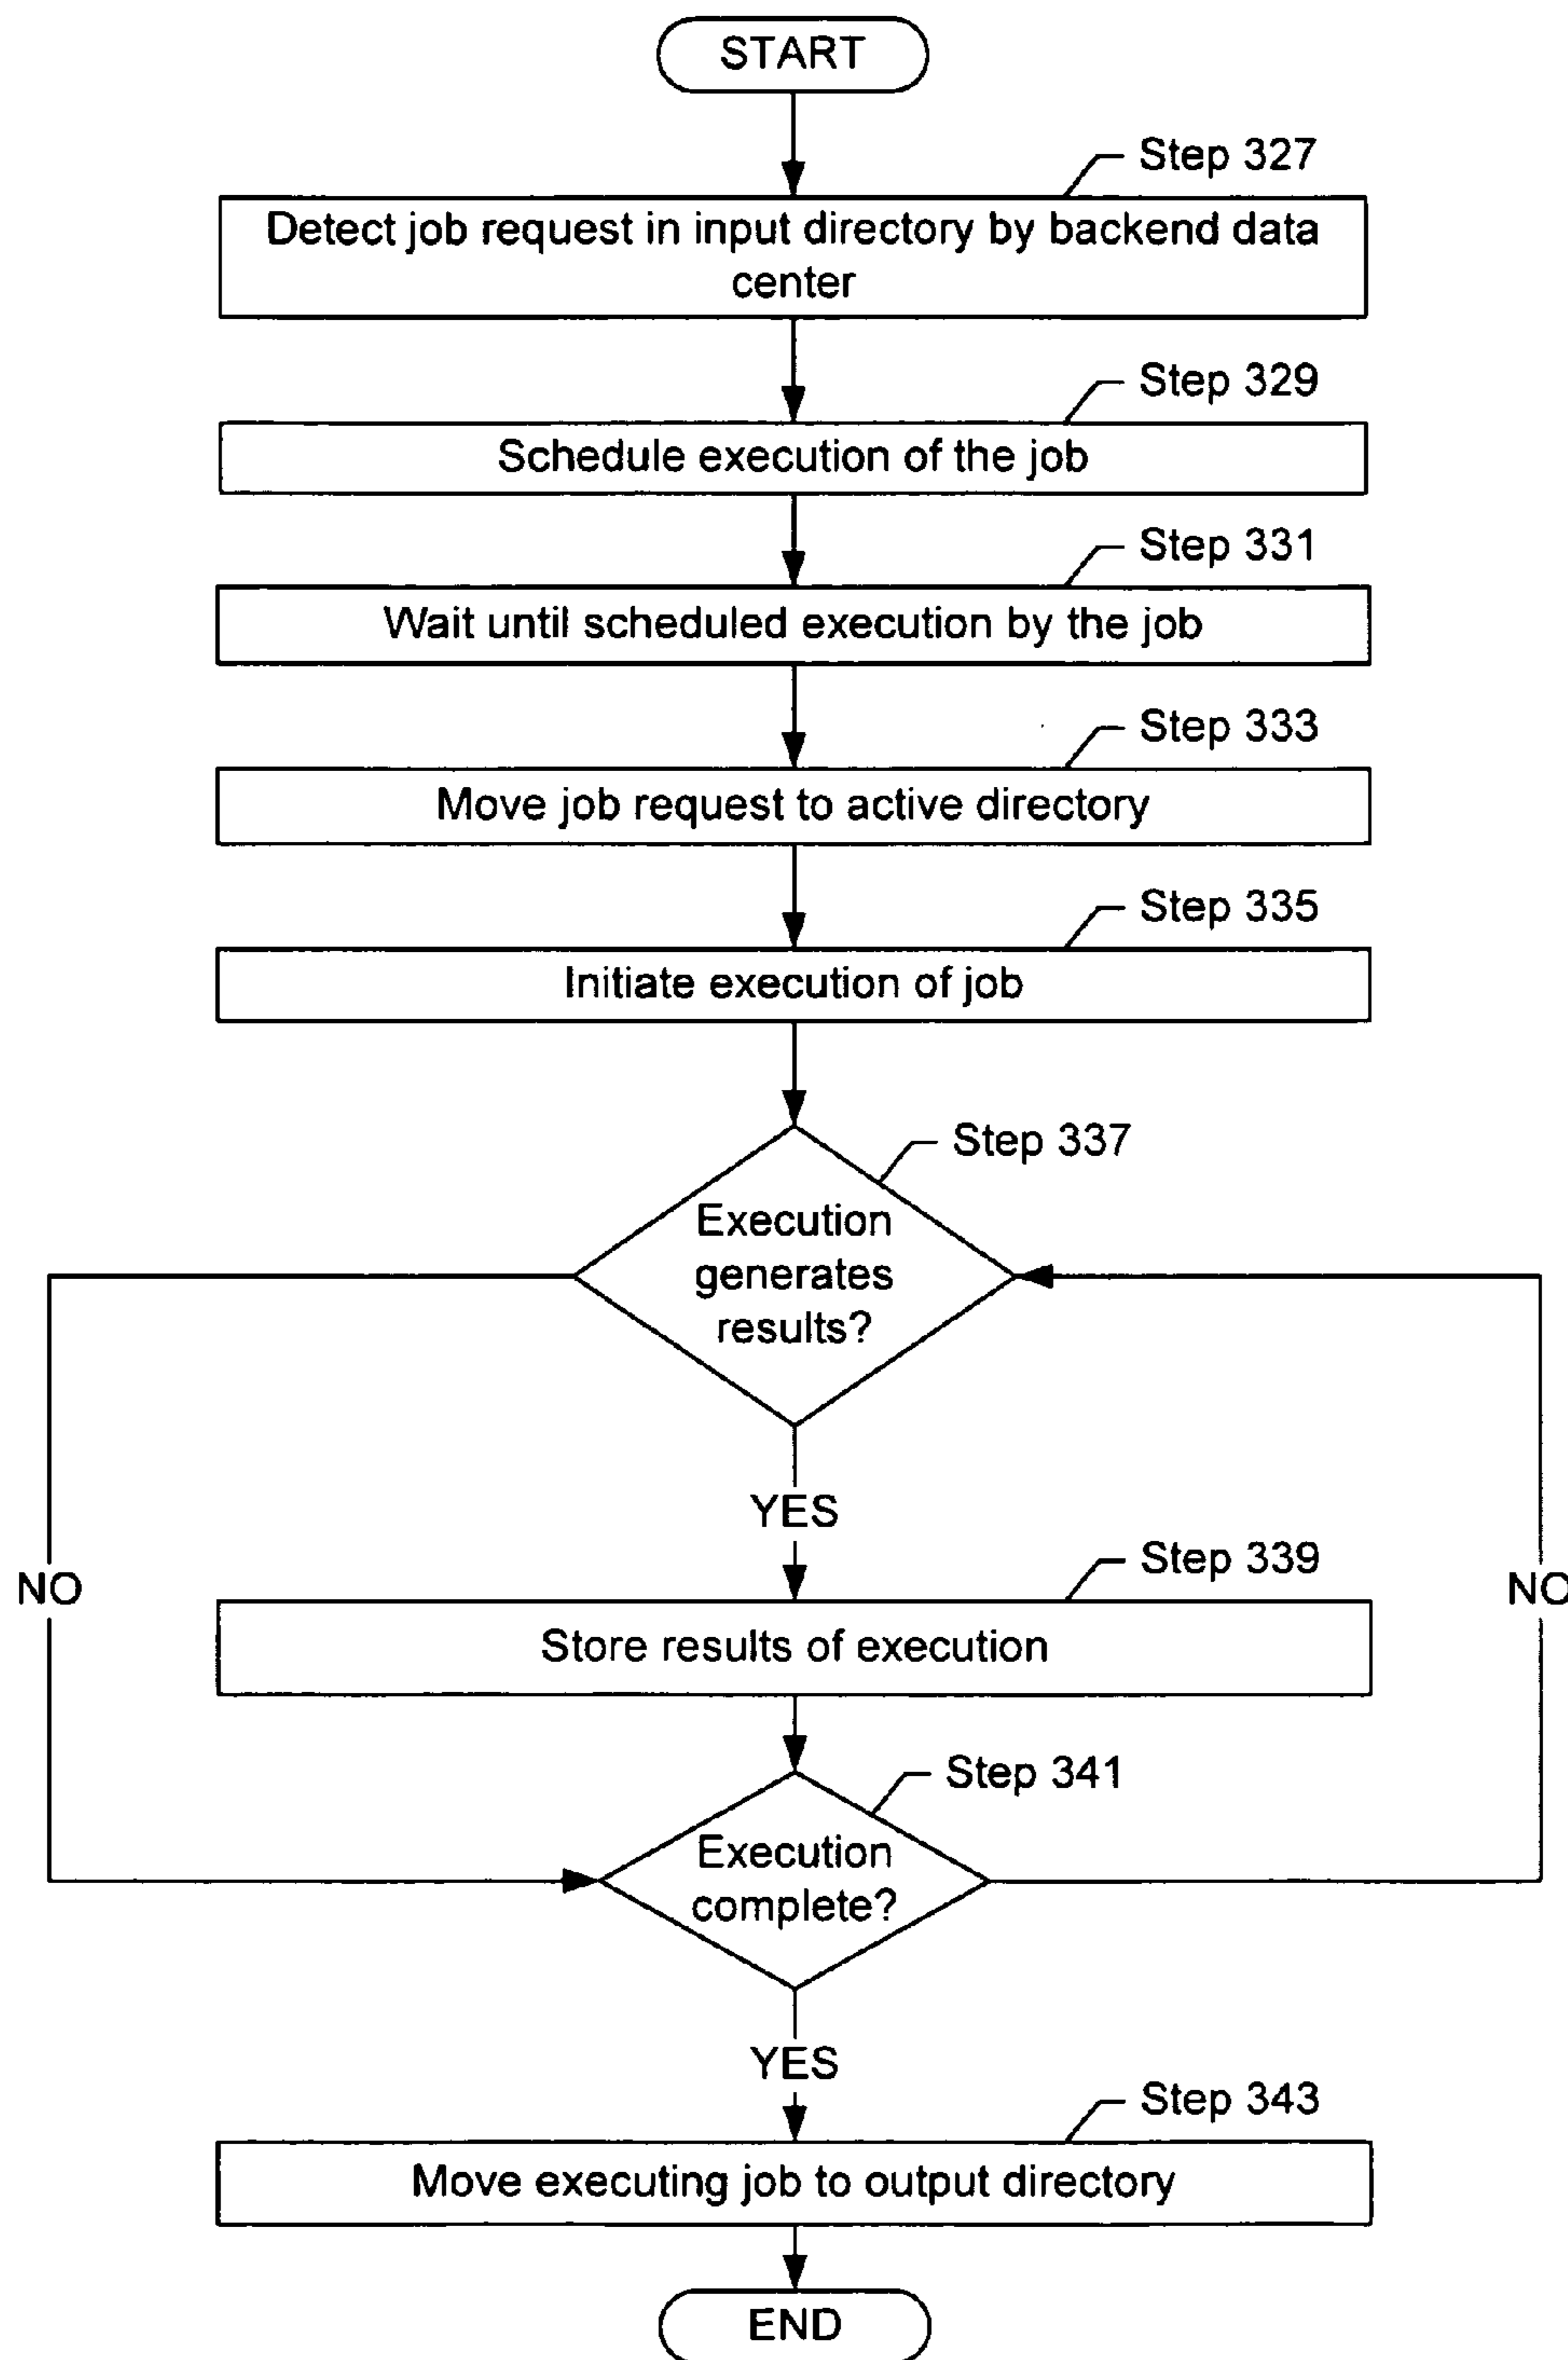 START
Step 327
Detect job request in input directory by backend data
center
Step 329
Schedule execution of the job
Step 331
Wait until scheduled execution by the job
Step 333
Move job request to active directory
Step 335
Initiate execution of job
Step 337
Execution
generates
results?
YES
Step 339
NO
NO
Store results of execution
Step 341
Execution
complete?
YES
Step 343
Move executing job to output directory
END